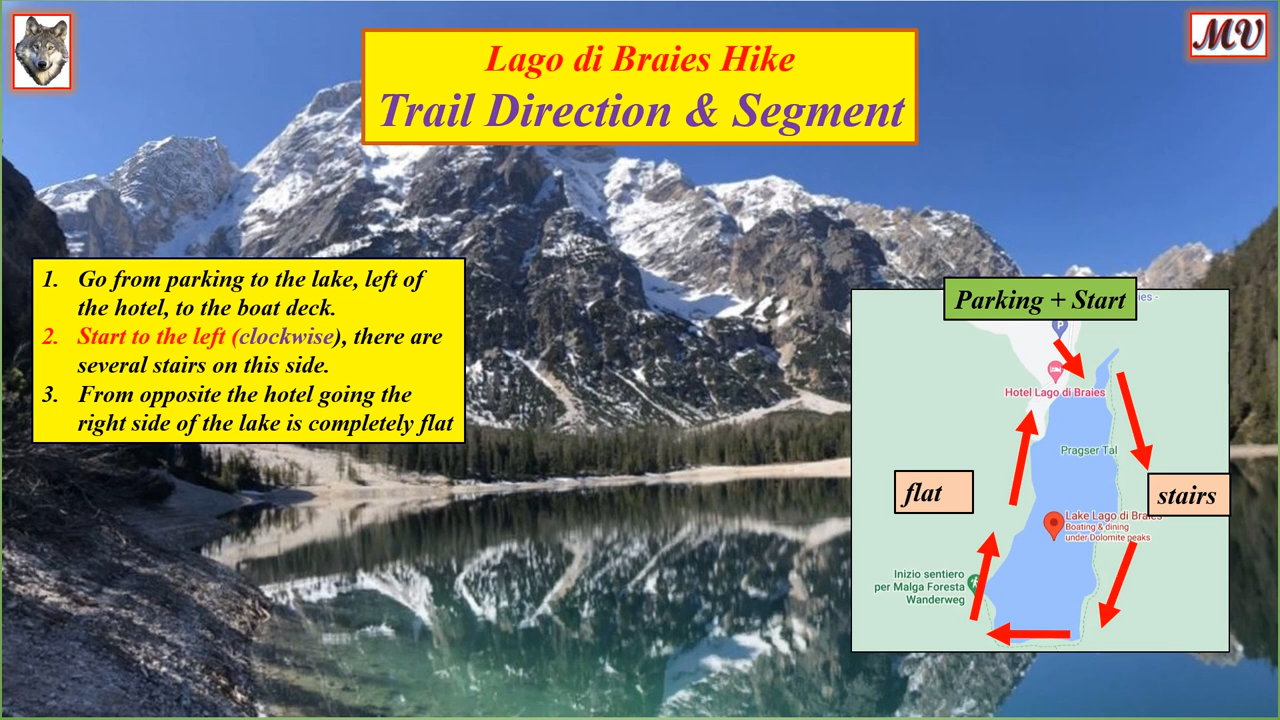 MV
Lago di Braies Hike
Trail Direction & Segment
1. Go from parking to the lake, left of
the hotel, to the boat deck.
2. Start to the left (clockwise), there are
several stairs on this side.
3. From opposite the hotel going the
right side of the lake is completely flat
Parking + Start
ies -
P
Hotel Lago di Braies
Pragser Tal
flat
stairs
Lake Lago di Braies
Boating & dining
under Dolomite peaks
Inizio sentiero
per Malga Foresta
Wanderweg